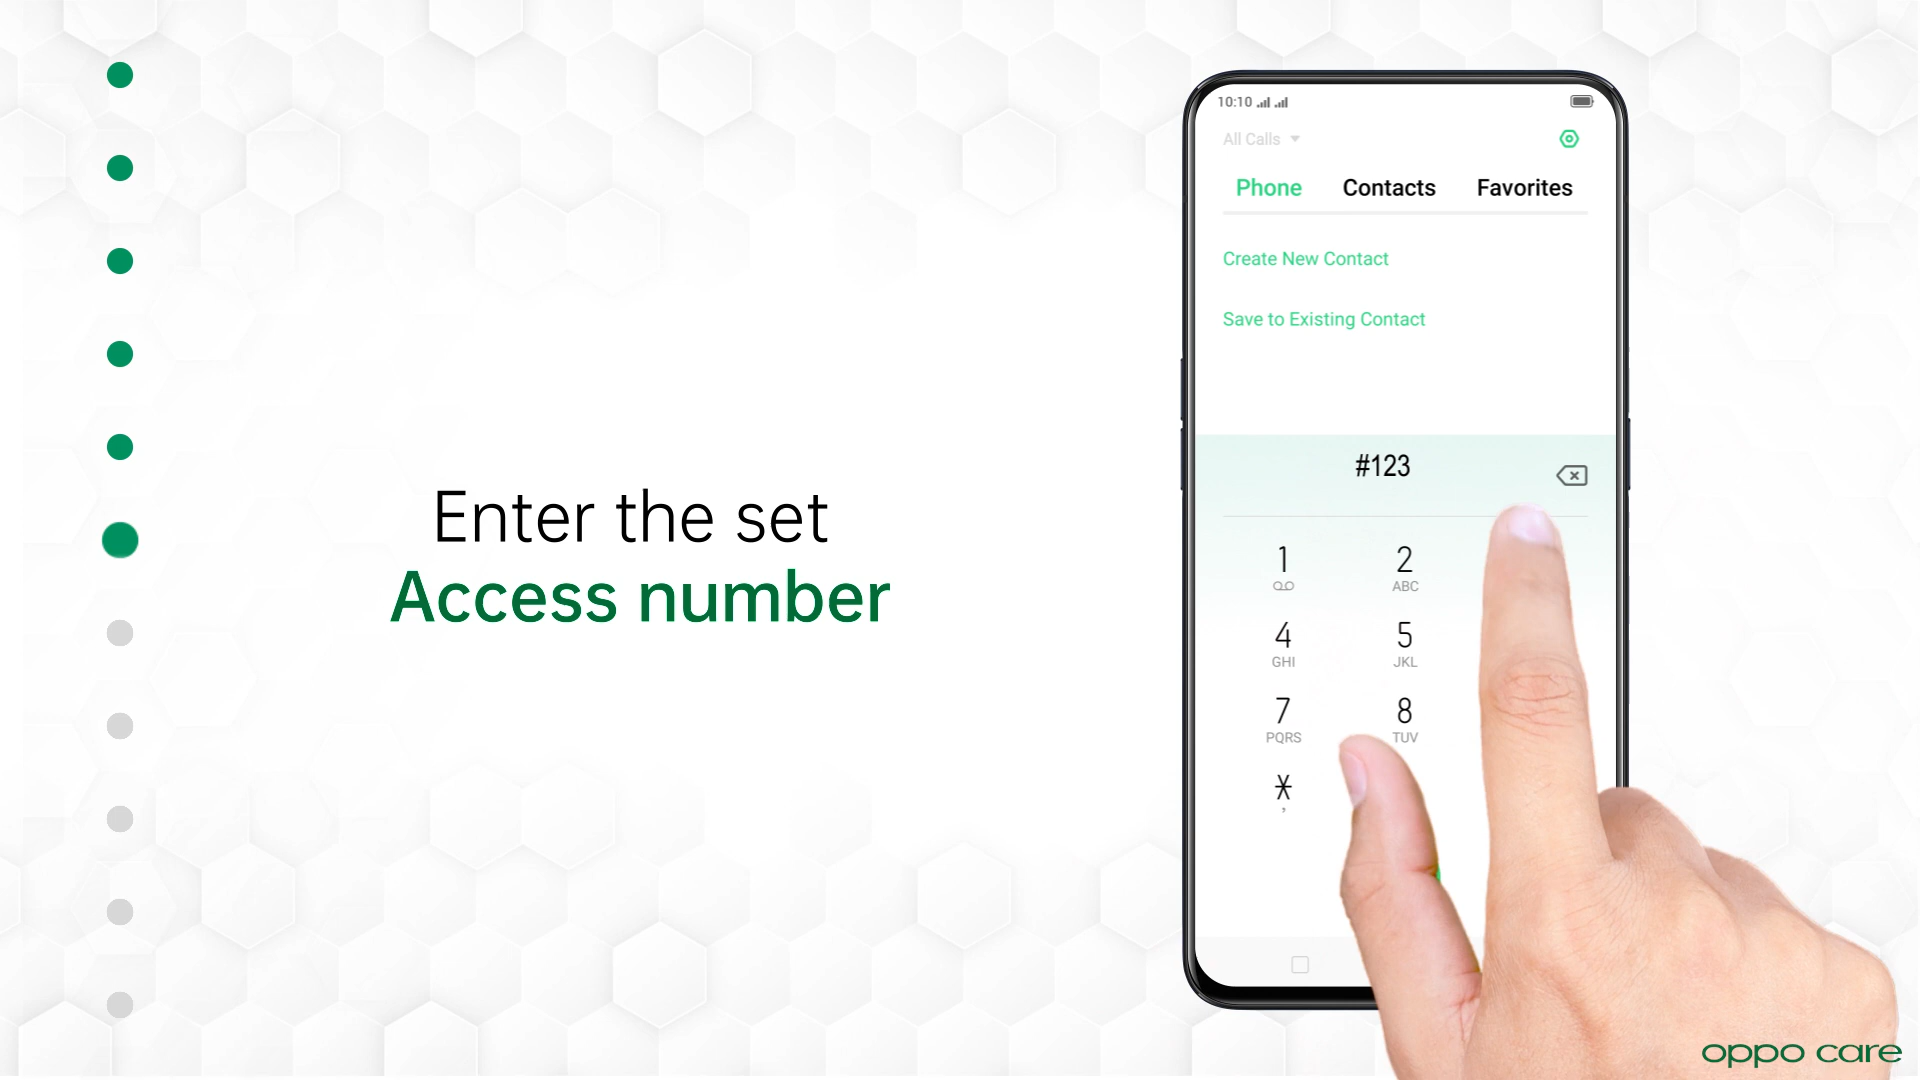 Enter the set
Access number
10:10
All Calls
Phone Contacts Favorites
Create New Contact
Save to Existing Contact
#123
1 2
ABC
4 5
GHI JKL
7 8
PQRS TUV
*
,
oppo care